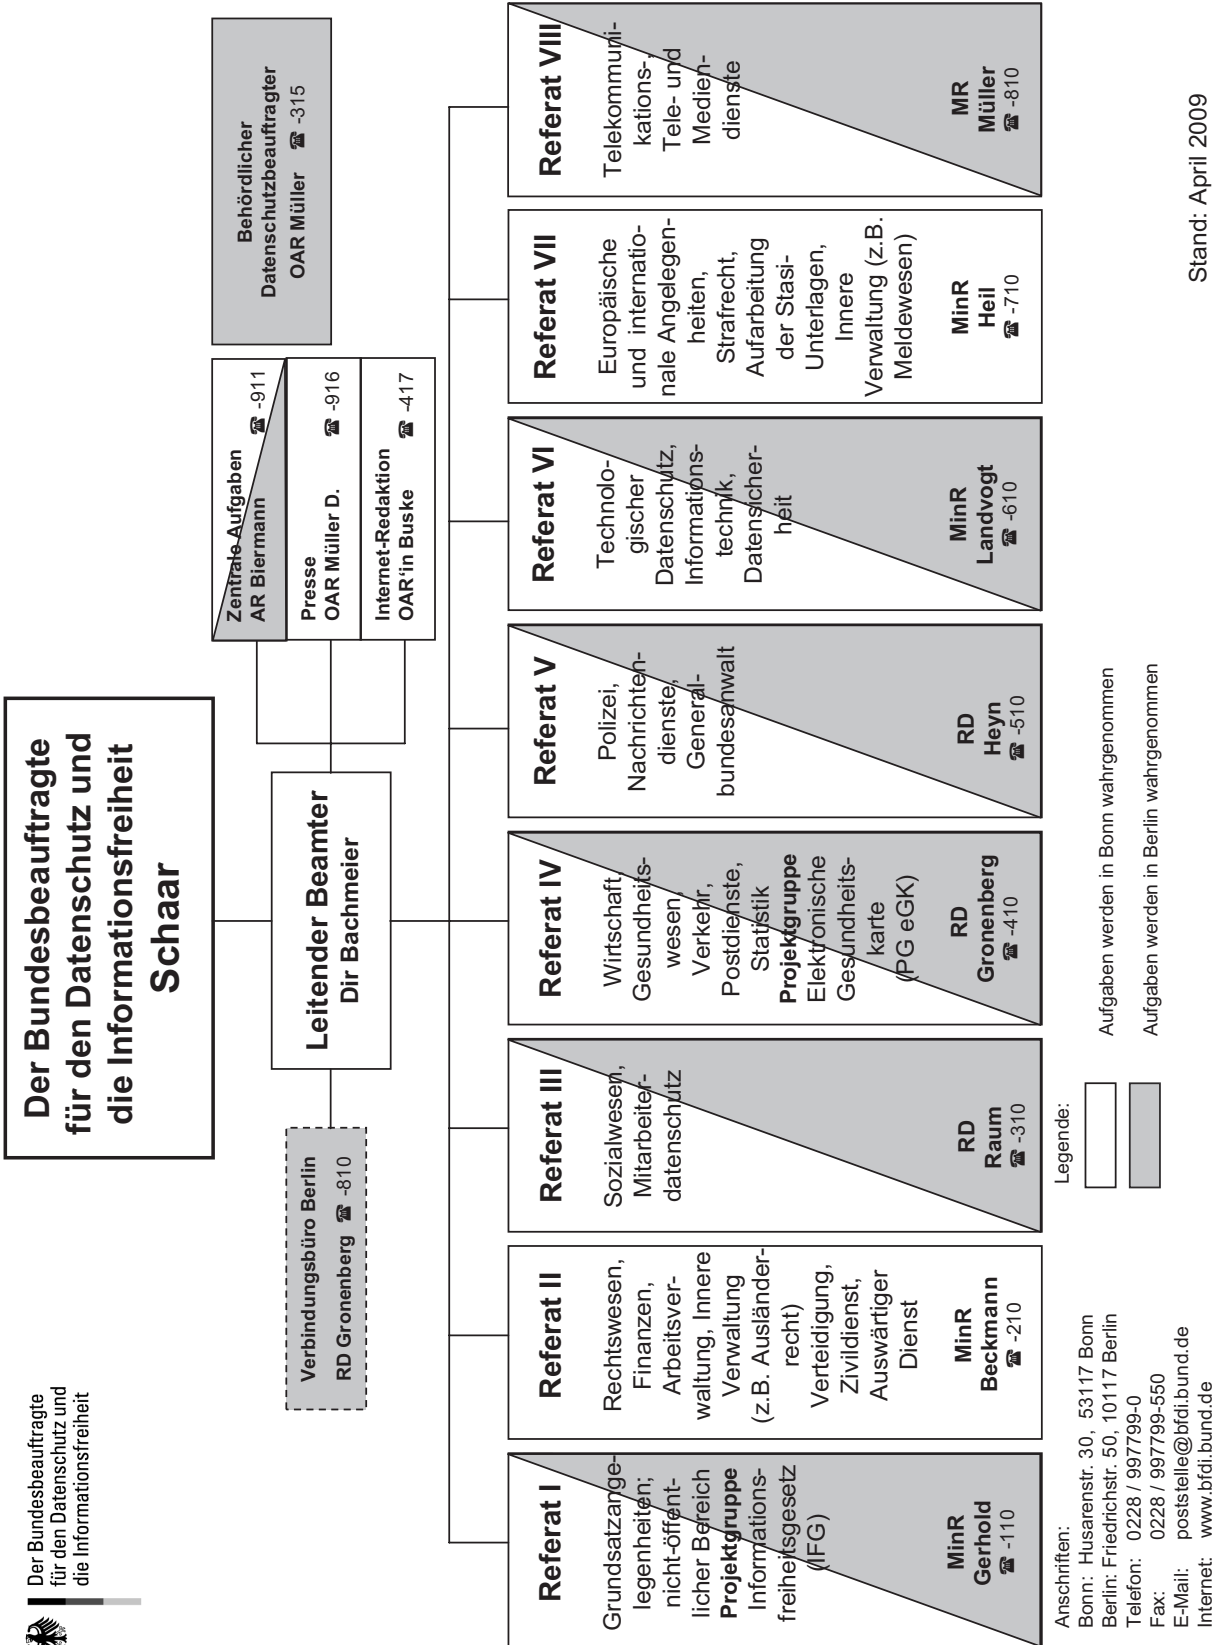 Der Bundesbeauftragte
für den Datenschutz und
die Informationsfreiheit
Der Bundesbeauftragte
für den Datenschutz und
die Informationsfreiheit
Schaar
Verbindungsbüro Berlin
RD Gronenberg ☎ -810
Leitender Beamter
Dir Bachmeier
Zentrale Aufgaben
AR Biermann ☎ -911
Presse
OAR Müller D. ☎ -916
Internet-Redaktion
OAR'in Buske ☎ -417
Behördlicher
Datenschutzbeauftragter
OAR Müller ☎ -315
Referat I
Grundsatzange-
legenheiten;
nicht-öffent-
licher Bereich
Projektgruppe
Informations-
freiheitsgesetz
(IFG)
MinR
Gerhold
☎ -110
Referat II
Rechtswesen,
Finanzen,
Arbeitsver-
waltung, Innere
Verwaltung
(z.B. Ausländer-
recht)
Verteidigung,
Zivildienst,
Auswärtiger
Dienst
MinR
Beckmann
☎ -210
Referat III
Sozialwesen,
Mitarbeiter-
datenschutz
RD
Raum
☎ -310
Referat IV
Wirtschaft,
Gesundheits-
wesen,
Verkehr,
Postdienste,
Statistik
Projektgruppe
Elektronische
Gesundheits-
karte
(PG eGK)
RD
Gronenberg
☎ -410
Referat V
Polizei,
Nachrichten-
dienste,
General-
bundesanwalt
RD
Heyn
☎ -510
Referat VI
Technolo-
gischer
Datenschutz,
Informations-
technik,
Datensicher-
heit
MinR
Landvogt
☎ -610
Referat VII
Europäische
und internatio-
nale Angelegen-
heiten,
Strafrecht,
Aufarbeitung
der Stasi-
Unterlagen,
Innere
Verwaltung (z.B.
Meldewesen)
MinR
Heil
☎ -710
Referat VIII
Telekommuni-
kations-,
Tele- und
Medien-
dienste
MR
Müller
☎ -810
Anschriften:
Bonn: Husarenstr. 30, 53117 Bonn
Berlin: Friedrichstr. 50, 10117 Berlin
Telefon: 0228 / 997799-0
Fax: 0228 / 997799-550
E-Mail: poststelle@bfdi.bund.de
Internet: www.bfdi.bund.de
Legende:
Aufgaben werden in Bonn wahrgenommen
Aufgaben werden in Berlin wahrgenommen
Stand: April 2009